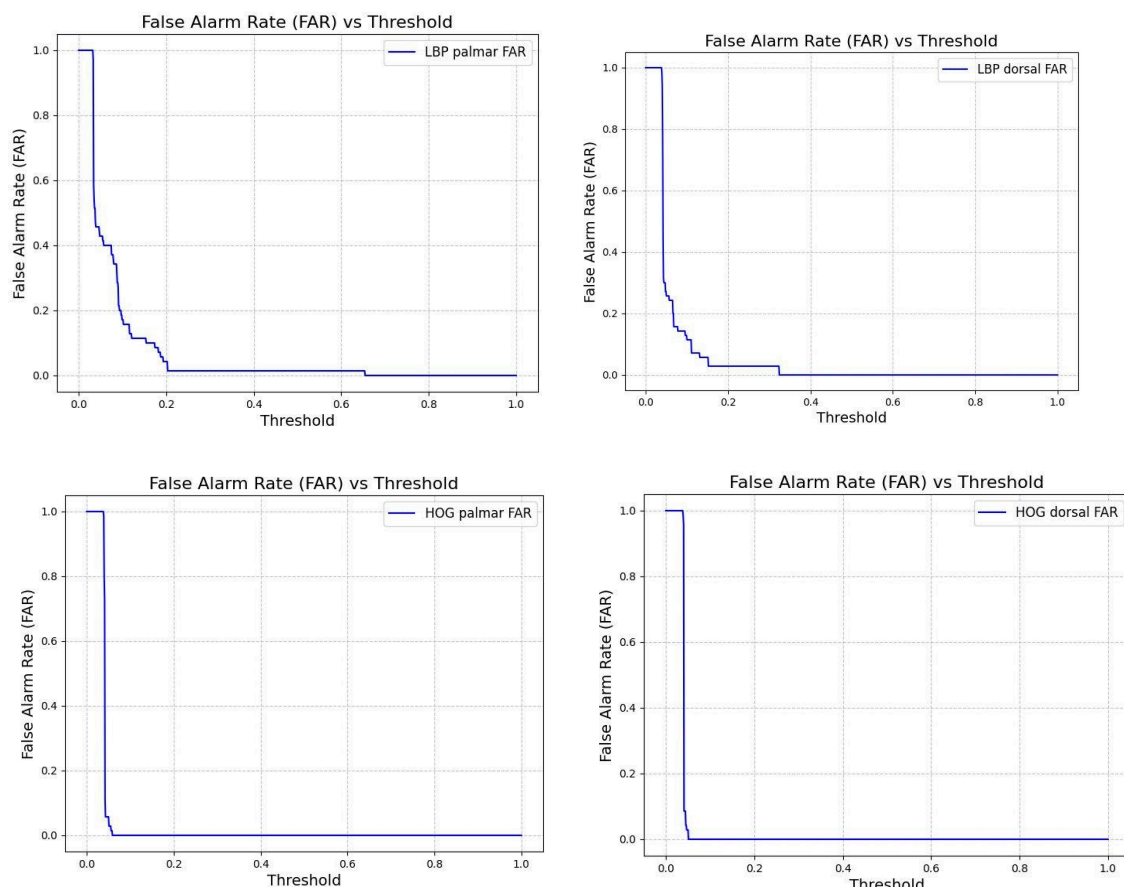 False Alarm Rate (FAR) vs Threshold
LBP palmar FAR
1.0
0.8
0.6
0.4
0.2
0.0
False Alarm Rate (FAR)
0.0 0.2 0.4 0.6 0.8 1.0
Threshold
False Alarm Rate (FAR) vs Threshold
LBP dorsal FAR
1.0
0.8
0.6
0.4
0.2
0.0
False Alarm Rate (FAR)
0.0 0.2 0.4 0.6 0.8 1.0
Threshold
False Alarm Rate (FAR) vs Threshold
HOG palmar FAR
1.0
0.8
0.6
0.4
0.2
0.0
False Alarm Rate (FAR)
0.0 0.2 0.4 0.6 0.8 1.0
Threshold
False Alarm Rate (FAR) vs Threshold
HOG dorsal FAR
1.0
0.8
0.6
0.4
0.2
0.0
False Alarm Rate (FAR)
0.0 0.2 0.4 0.6 0.8 1.0
Threshold